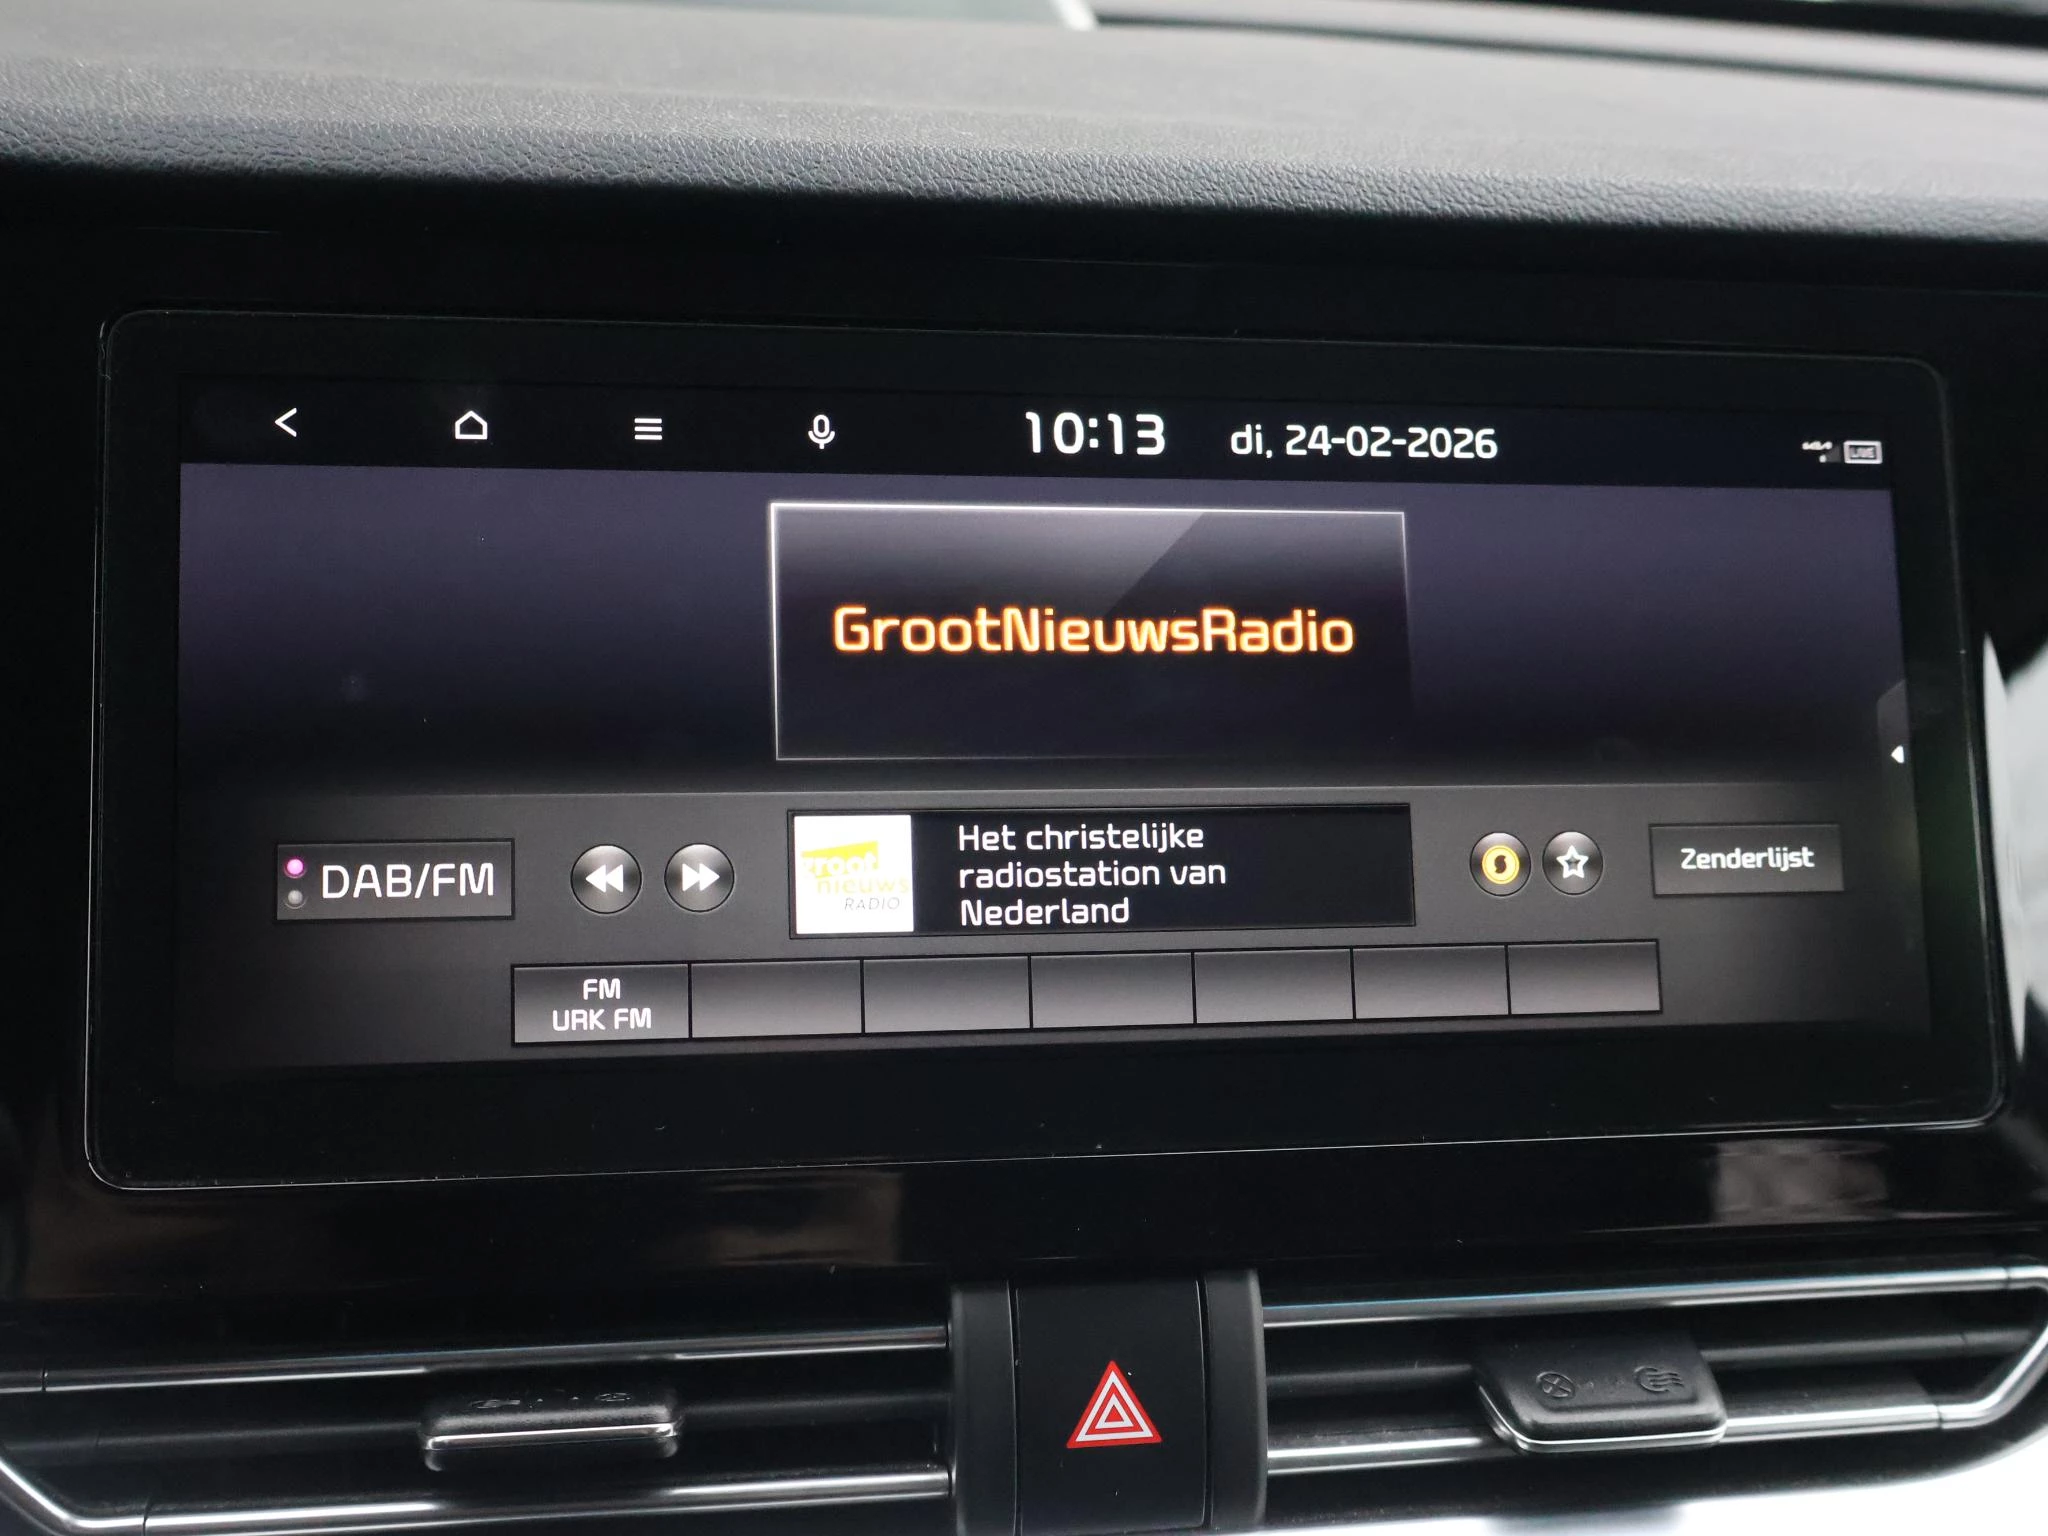 10:13 di, 24-02-2026
LIVE
GrootNieuwsRadio
DAB/FM
groot
nieuws
RADIO
Het christelijke
radiostation van
Nederland
Zenderlijst
FM
URK FM